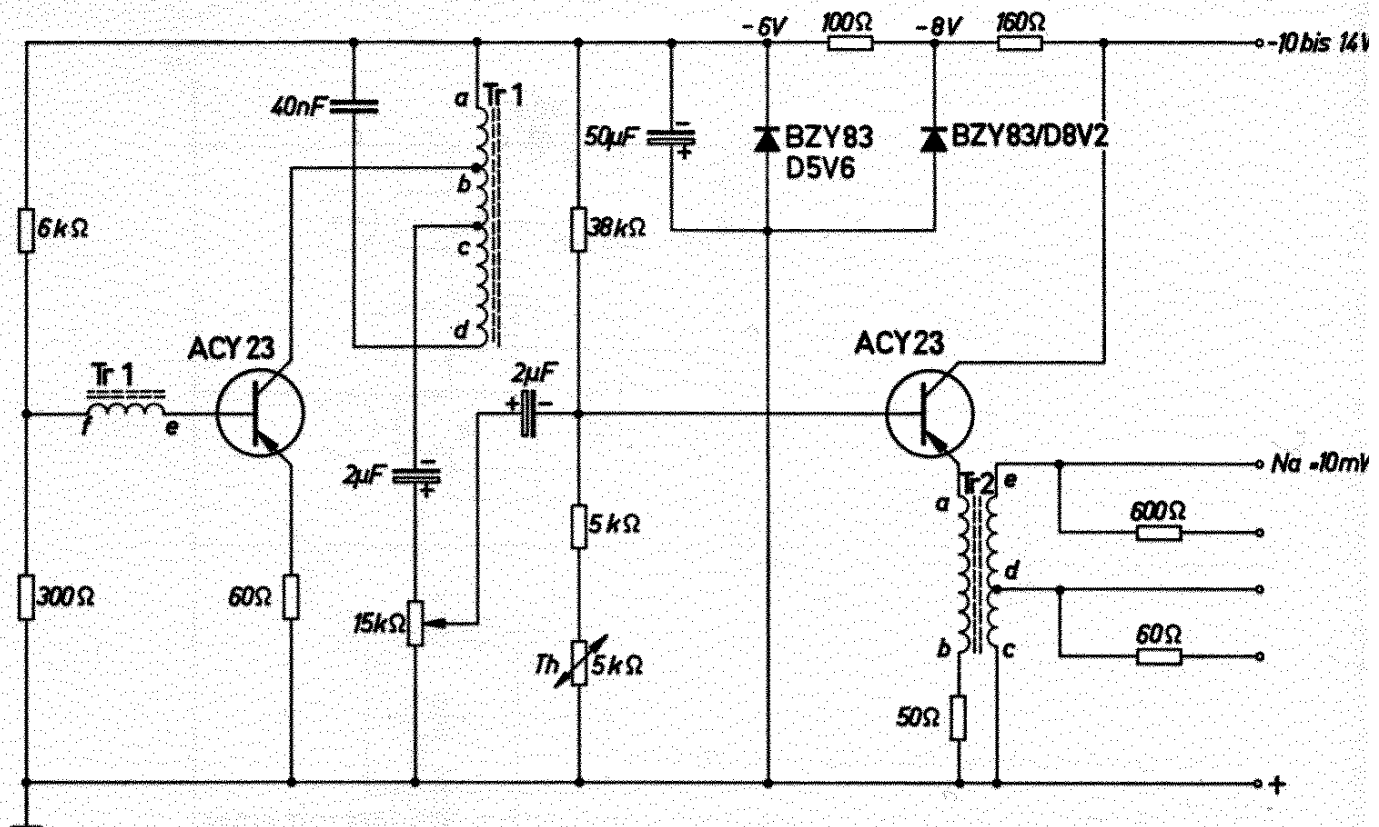 -6V
100Ω
-8V
160Ω
-10 bis 14V
40nF
a
Tr 1
50µF
-
+
BZY83
D5V6
BZY83/D8V2
b
c
6kΩ
38kΩ
d
ACY 23
ACY23
Tr 1
f
e
2µF
+
-
2µF
-
+
Na =10mW
Tr2
e
a
600Ω
5kΩ
d
300Ω
60Ω
15kΩ
60Ω
Th
5kΩ
b
c
50Ω
+